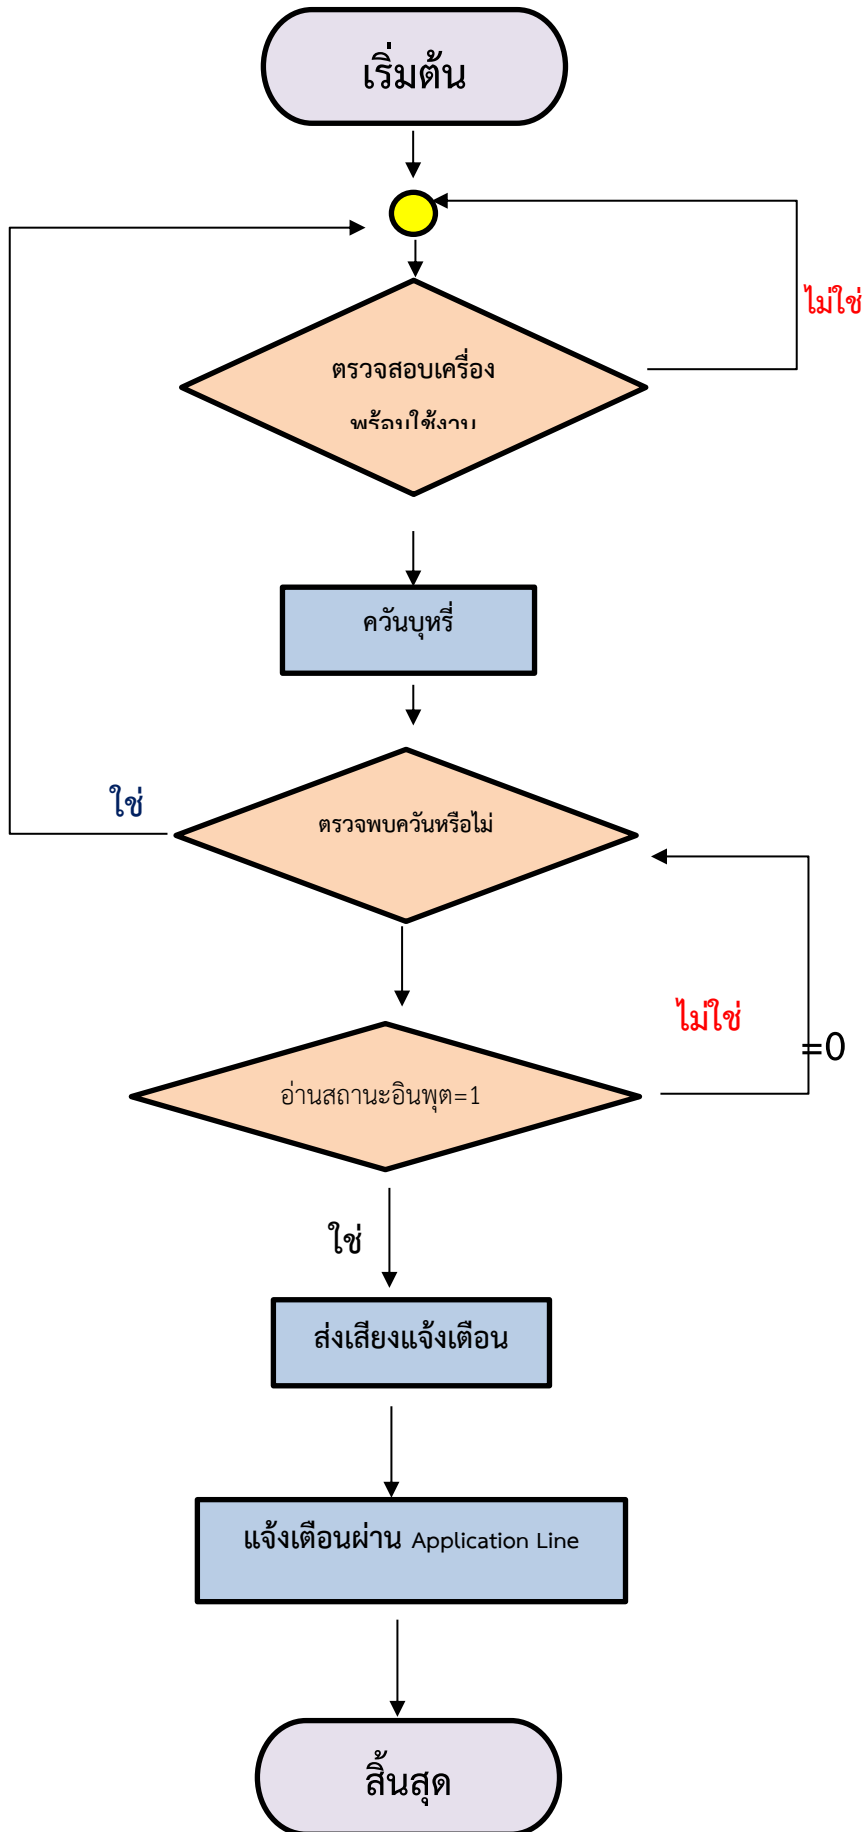 เริ่มต้น
ไม่ใช่
ตรวจสอบเครื่อง
พร้อมใช้งาน
ควันบุหรี่
ใช่
ตรวจพบควันหรือไม่
ไม่ใช่
=0
อ่านสถานะอินพุต=1
ใช่
ส่งเสียงแจ้งเตือน
แจ้งเตือนผ่าน Application Line
สิ้นสุด